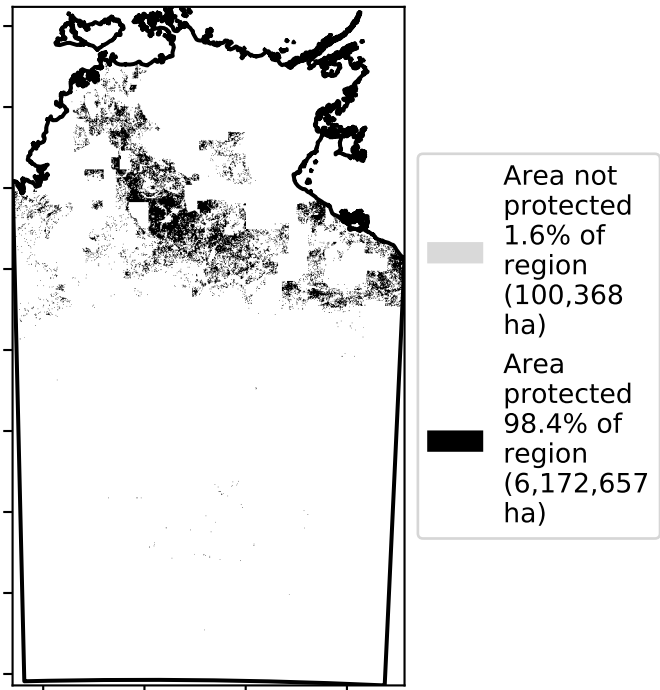 Area not
protected
1.6% of
region
(100,368
ha)
Area
protected
98.4% of
region
(6,172,657
ha)